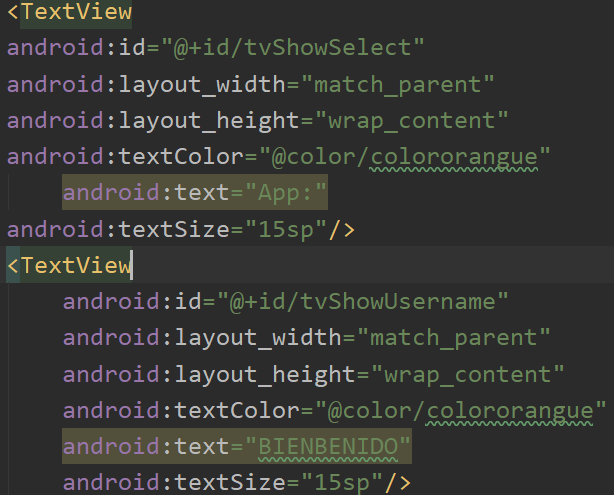 <TextView
android:id="@+id/tvShowSelect"
android:layout_width="match_parent"
android:layout_height="wrap_content"
android:textColor="@color/colororangue"
android:text="App:"
android:textSize="15sp"/>
<TextView
android:id="@+id/tvShowUsername"
android:layout_width="match_parent"
android:layout_height="wrap_content"
android:textColor="@color/colororangue"
android:text="BIENBENIDO"
android:textSize="15sp"/>